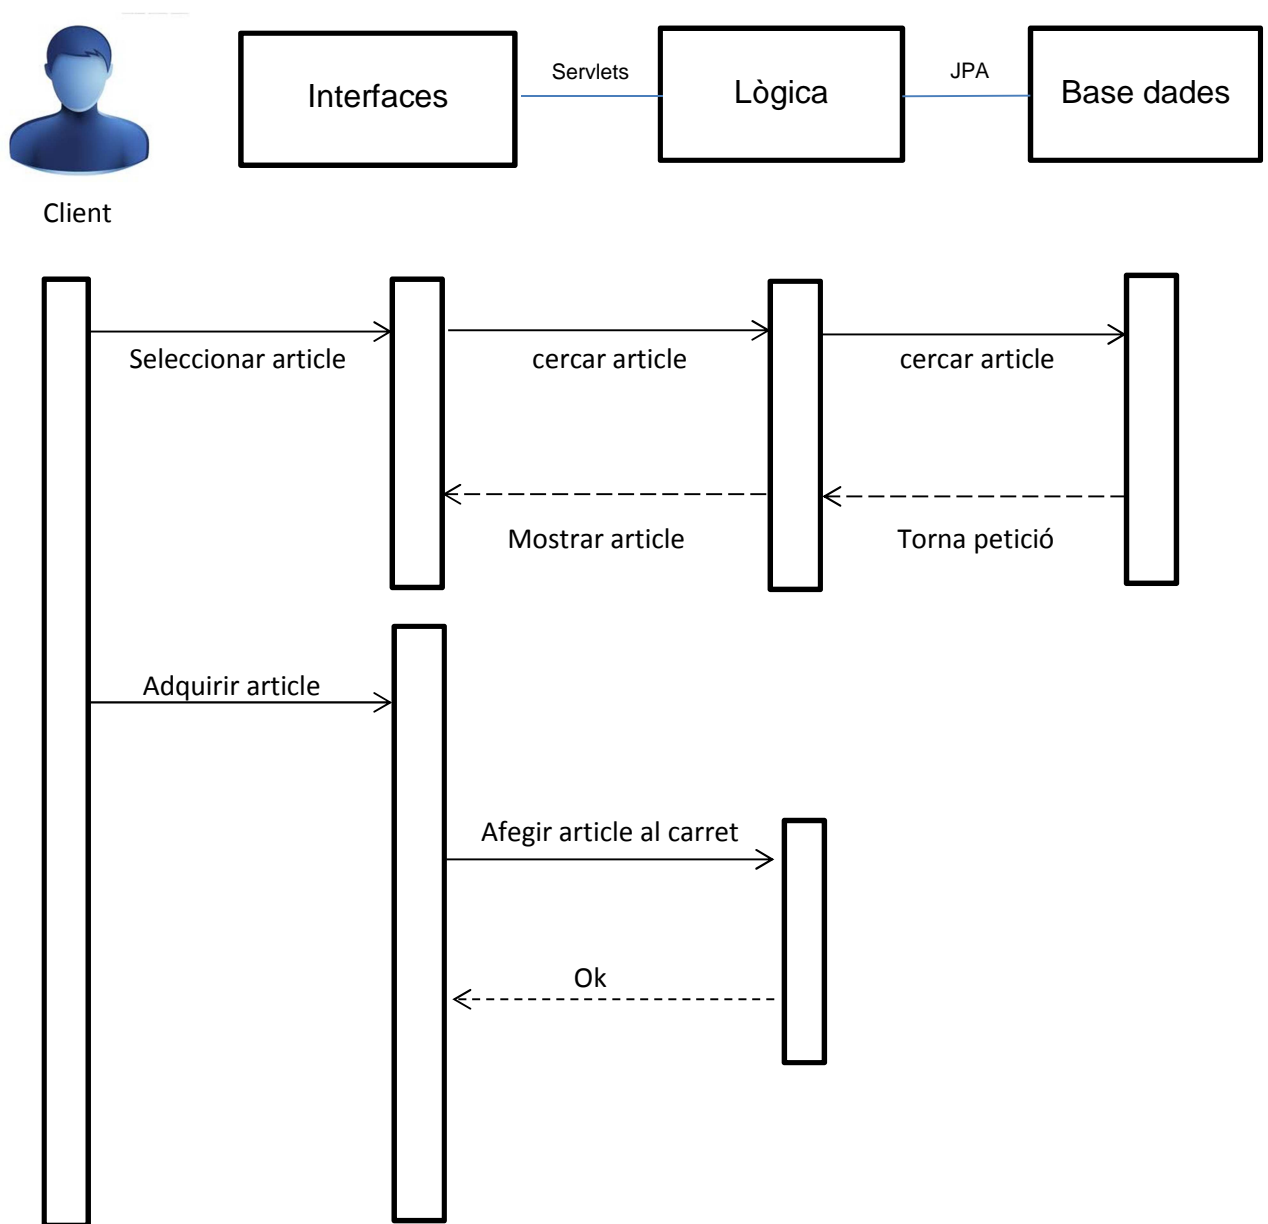 Interfaces
Servlets
Lògica
JPA
Base dades
Client
Seleccionar article
cercar article
cercar article
Mostrar article
Torna petició
Adquirir article
Afegir article al carret
Ok